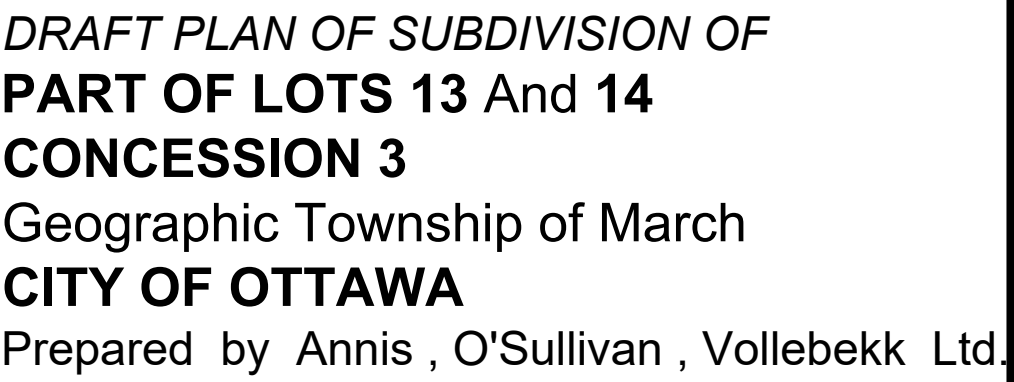 DRAFT PLAN OF SUBDIVISION OF
PART OF LOTS 13 And 14
CONCESSION 3
Geographic Township of March
CITY OF OTTAWA
Prepared by Annis , O'Sullivan , Vollebekk Ltd.